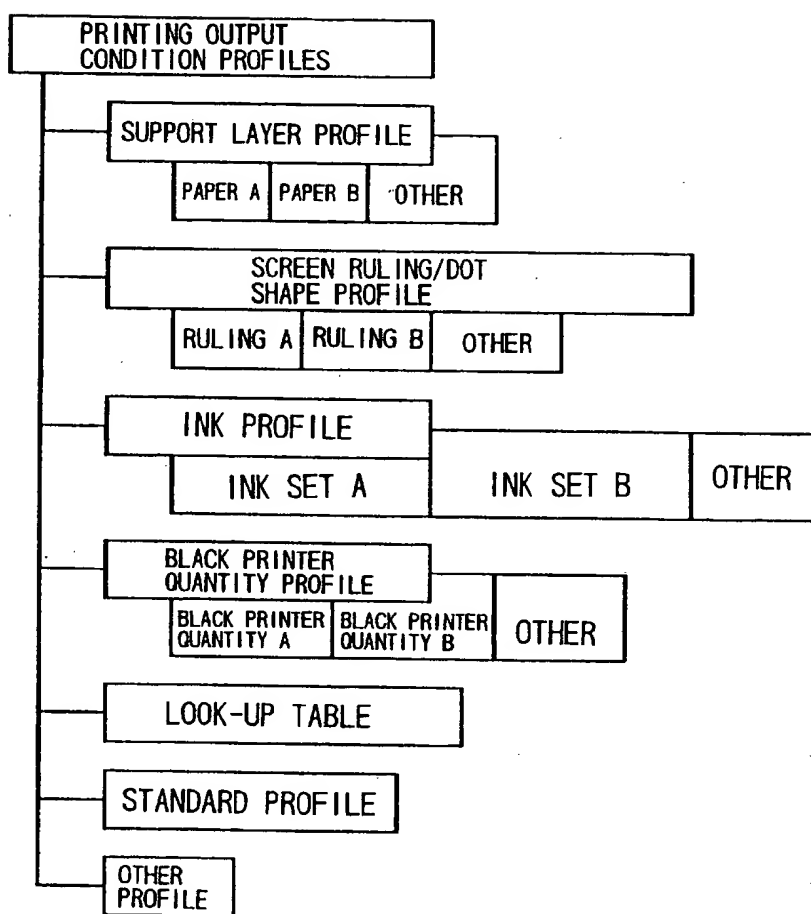 PRINTING OUTPUT
CONDITION PROFILES
SUPPORT LAYER PROFILE
PAPER A PAPER B OTHER
SCREEN RULING/DOT
SHAPE PROFILE
RULING A RULING B OTHER
INK PROFILE
INK SET A INK SET B OTHER
BLACK PRINTER
QUANTITY PROFILE
BLACK PRINTER BLACK PRINTER
QUANTITY A QUANTITY B OTHER
LOOK-UP TABLE
STANDARD PROFILE
OTHER
PROFILE